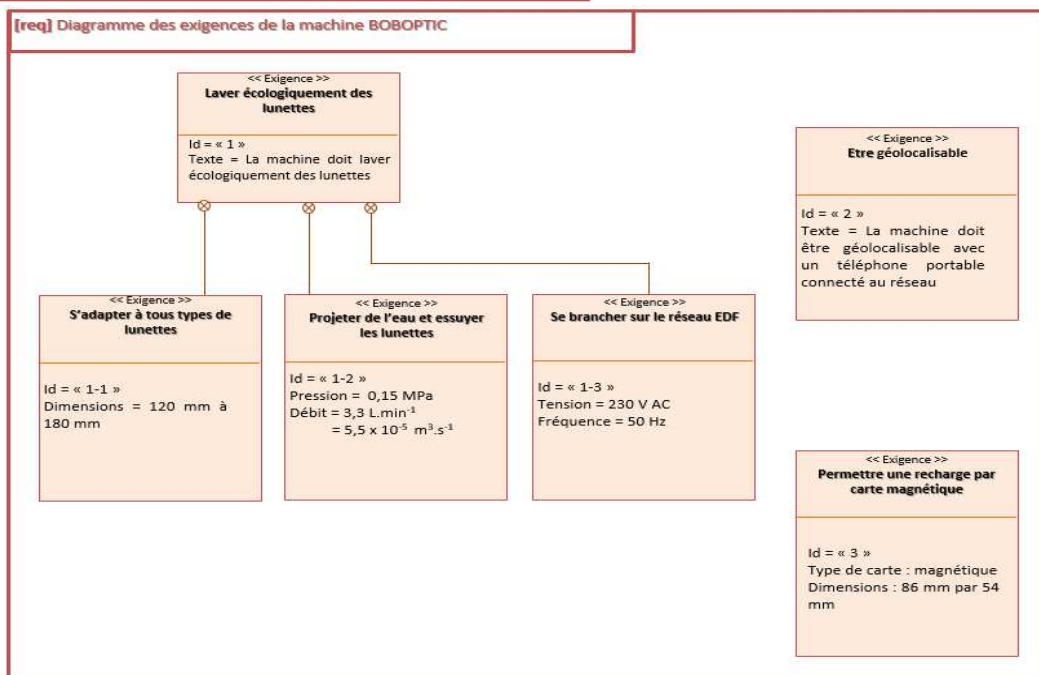 [req] Diagramme des exigences de la machine BOBOPTIC
<< Exigence >>
Laver écologiquement des
lunettes
Id = « 1 »
Texte = La machine doit laver
écologiquement des lunettes
<< Exigence >>
Etre géolocalisable
Id = « 2 »
Texte = La machine doit
être géolocalisable avec
un téléphone portable
connecté au réseau
<< Exigence >>
S'adapter à tous types de
lunettes
Id = « 1-1 »
Dimensions = 120 mm à
180 mm
<< Exigence >>
Projeter de l'eau et essuyer
les lunettes
Id = « 1-2 »
Pression = 0,15 MPa
Débit = 3,3 L.min⁻¹
= 5,5 x 10⁻⁵ m³.s⁻¹
<< Exigence >>
Se brancher sur le réseau EDF
Id = « 1-3 »
Tension = 230 V AC
Fréquence = 50 Hz
<< Exigence >>
Permettre une recharge par
carte magnétique
Id = « 3 »
Type de carte : magnétique
Dimensions : 86 mm par 54
mm